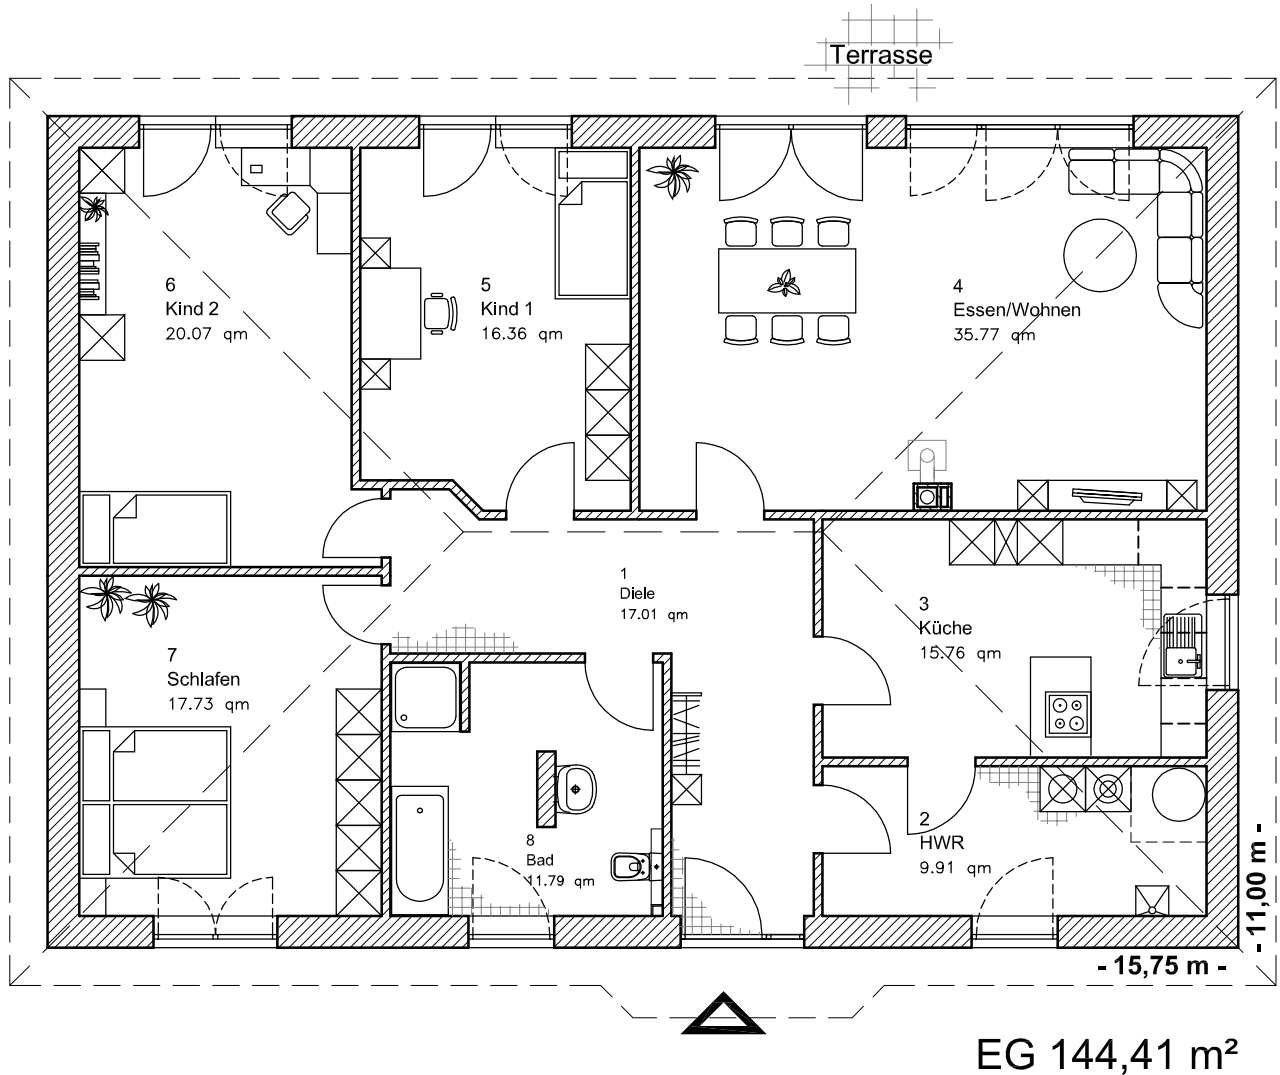 Terrasse
6
Kind 2
20.07 qm
5
Kind 1
16.36 qm
4
Essen/Wohnen
35.77 qm
1
Diele
17.01 qm
3
Küche
15.76 qm
7
Schlafen
17.73 qm
2
HWR
9.91 qm
8
Bad
11.79 qm
- 11,00 m -
- 15,75 m -
EG 144,41 m²